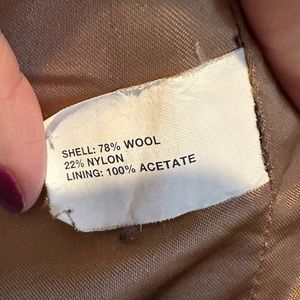 SHELL: 78% WOOL
22% NYLON
LINING: 100% ACETATE